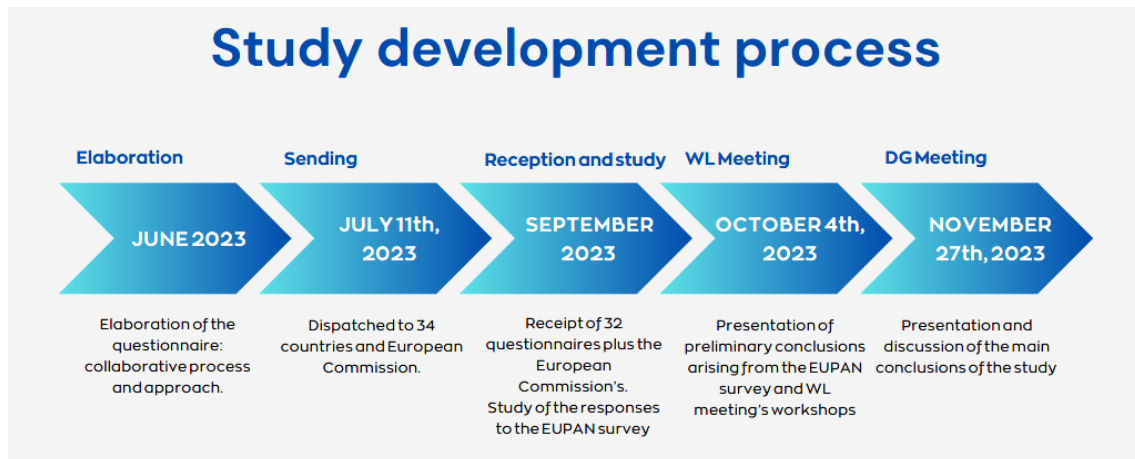 Study development process
Elaboration
JUNE 2023
Elaboration of the
questionnaire:
collaborative process
and approach.
Sending
JULY 11th,
2023
Dispatched to 34
countries and European
Commission.
Reception and study
SEPTEMBER
2023
Receipt of 32
questionnaires plus the
European
Commission's.
Study of the responses
to the EUPAN survey
WL Meeting
OCTOBER 4th,
2023
Presentation of
preliminary conclusions
arising from the EUPAN
survey and WL
meeting's workshops
DG Meeting
NOVEMBER
27th, 2023
Presentation and
discussion of the main
conclusions of the study